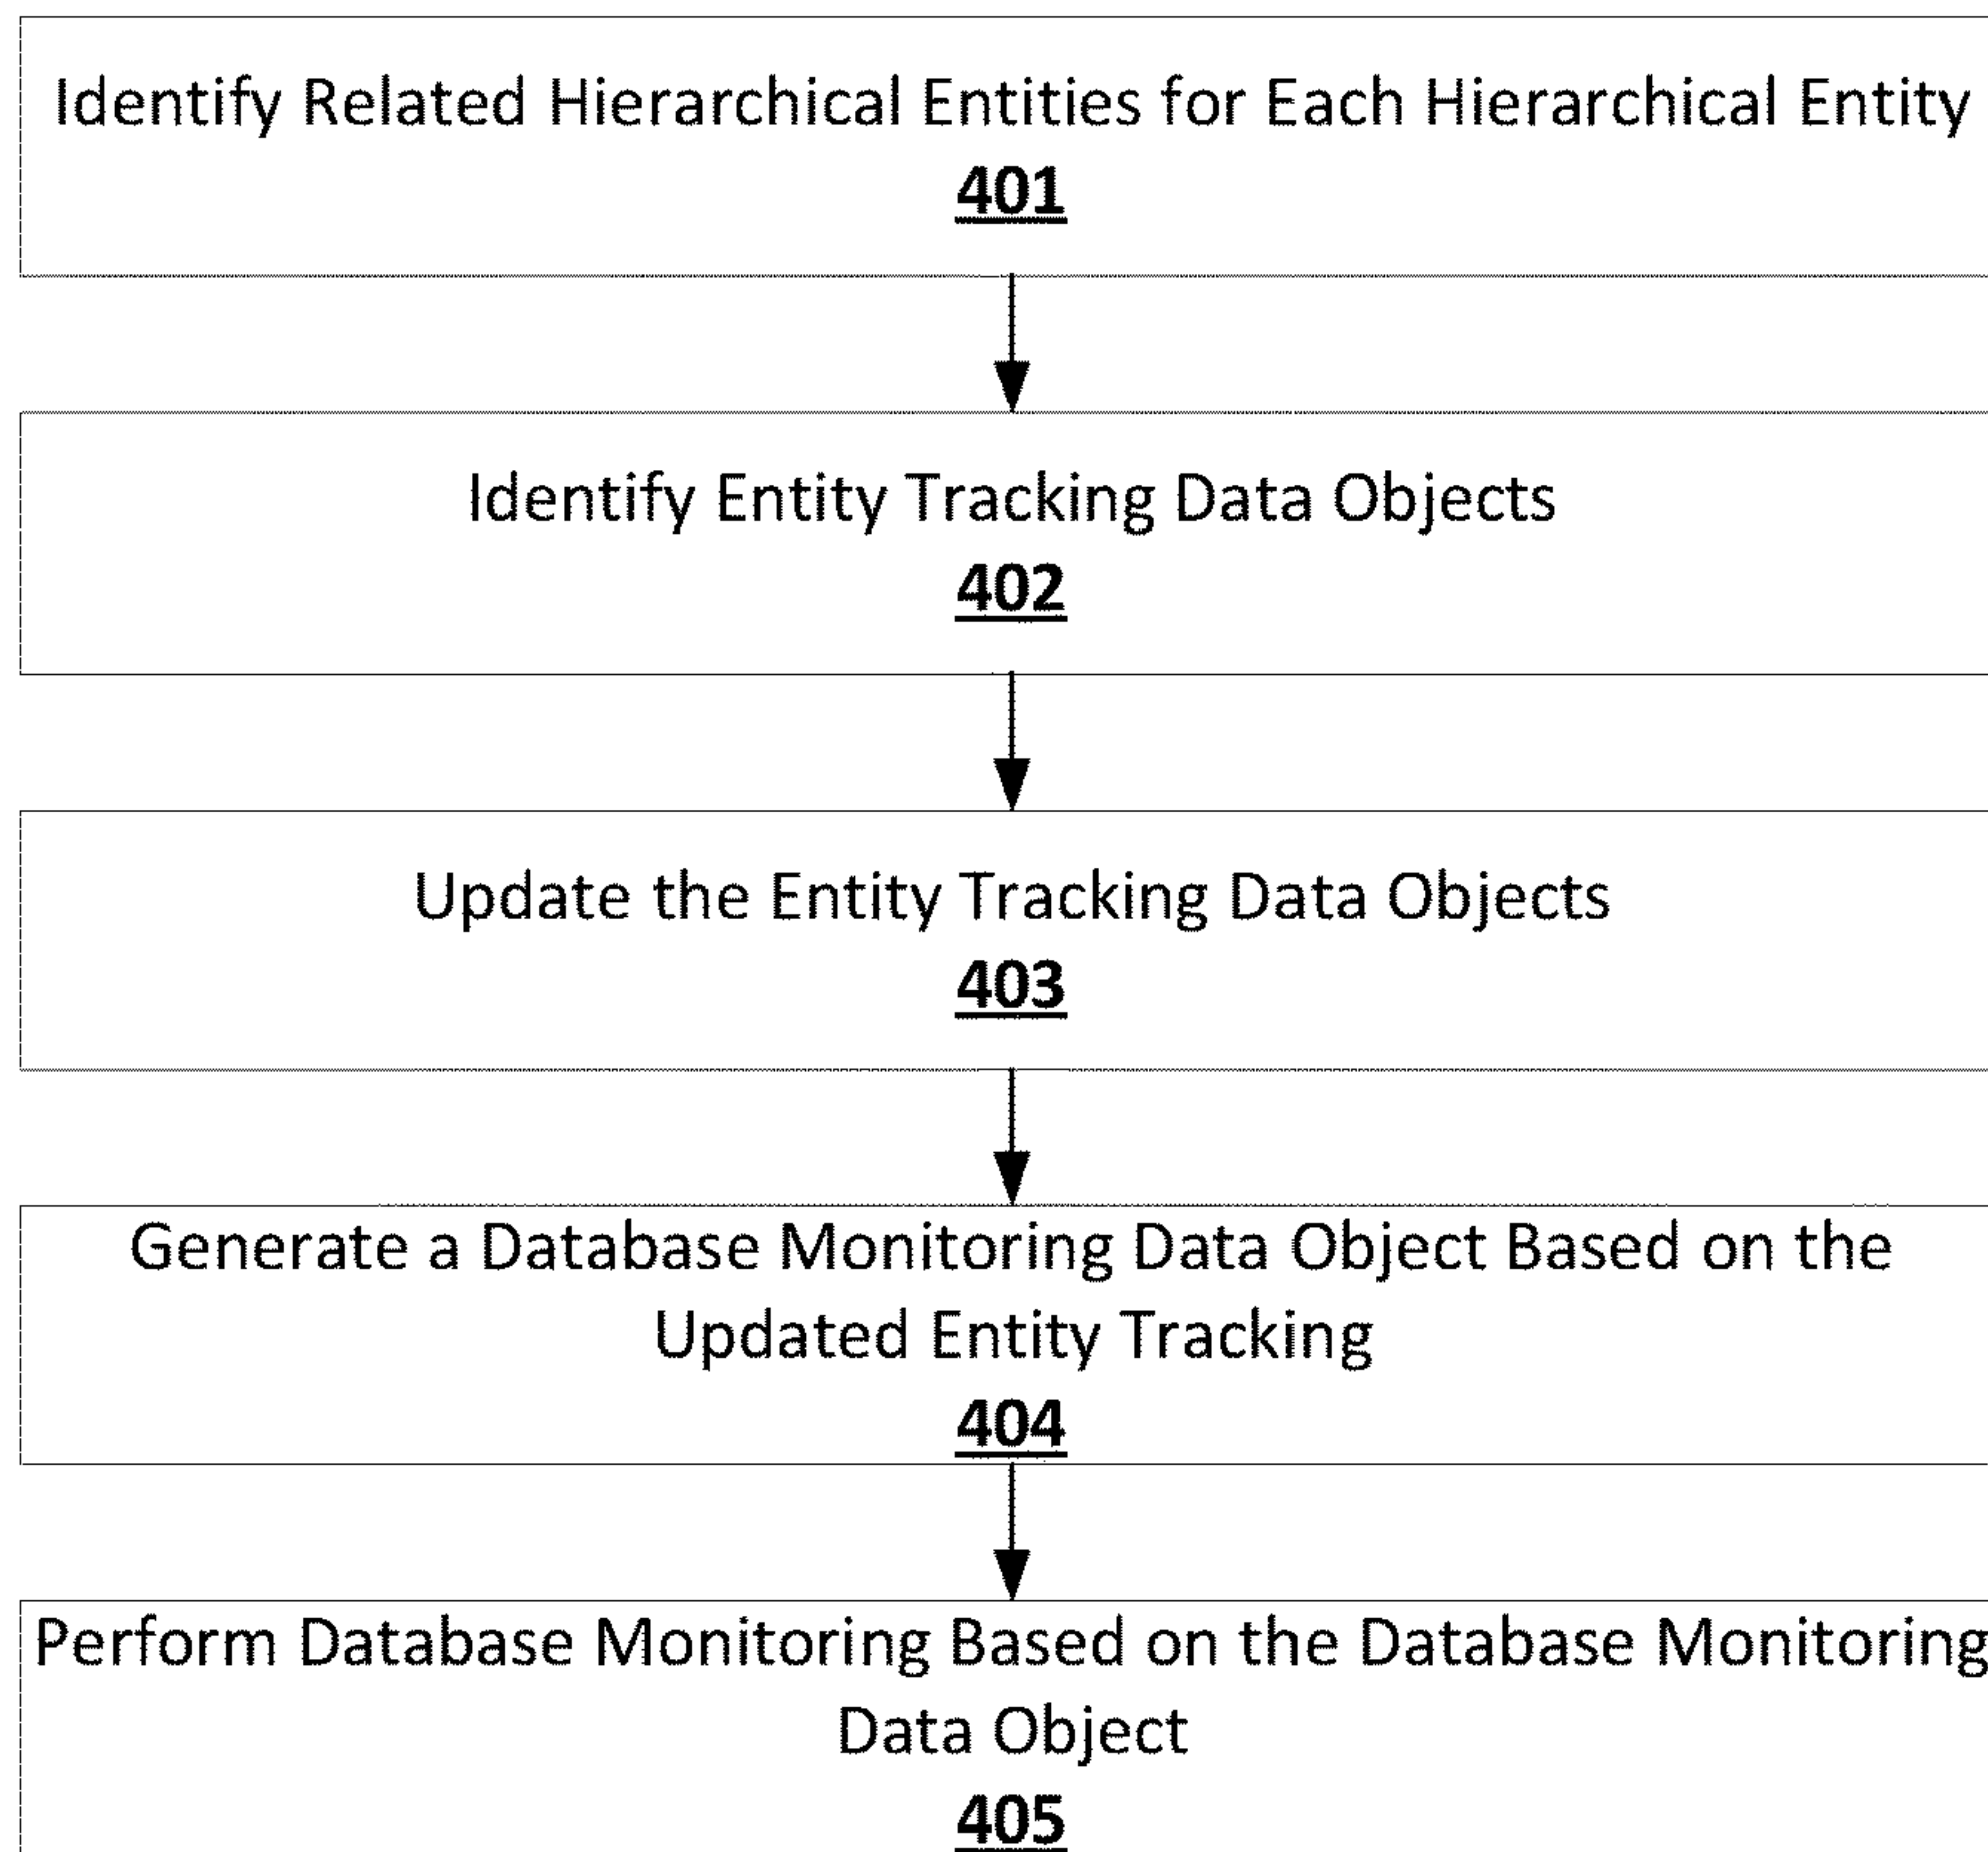 Identify Related Hierarchical Entities for Each Hierarchical Entity
401
Identify Entity Tracking Data Objects
402
Update the Entity Tracking Data Objects
403
Generate a Database Monitoring Data Object Based on the
Updated Entity Tracking
404
Perform Database Monitoring Based on the Database Monitoring
Data Object
405